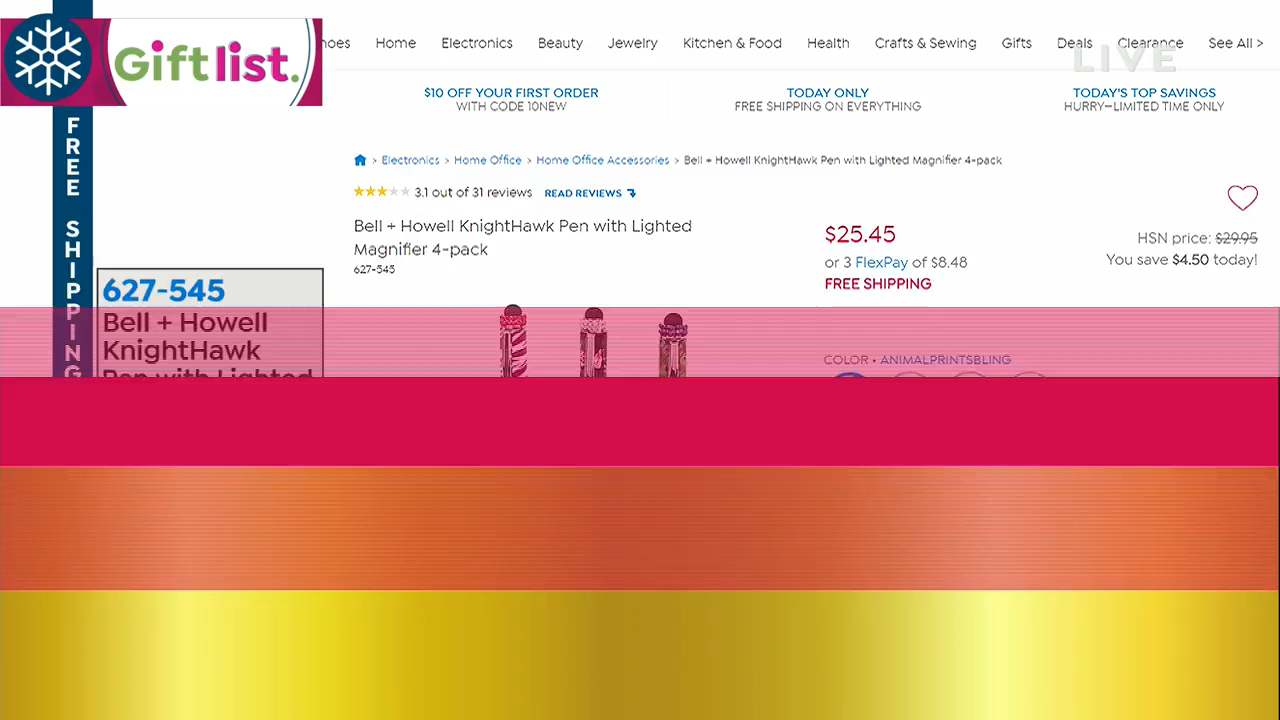 Gift list.
hoes Home Electronics Beauty Jewelry Kitchen & Food Health Crafts & Sewing Gifts Deals Clearance See All >
LIVE
$10 OFF YOUR FIRST ORDER
WITH CODE 10NEW
TODAY ONLY
FREE SHIPPING ON EVERYTHING
TODAY'S TOP SAVINGS
HURRY—LIMITED TIME ONLY
FREE SHIPPING
> Electronics > Home Office > Home Office Accessories > Bell + Howell KnightHawk Pen with Lighted Magnifier 4-pack
3.1 out of 31 reviews READ REVIEWS
Bell + Howell KnightHawk Pen with Lighted
Magnifier 4-pack
627-545
$25.45
or 3 FlexPay of $8.48
FREE SHIPPING
HSN price: $29.95
You save $4.50 today!
627-545
Bell + Howell
KnightHawk
Pen with Lighted
COLOR • ANIMALPRINTSBLING